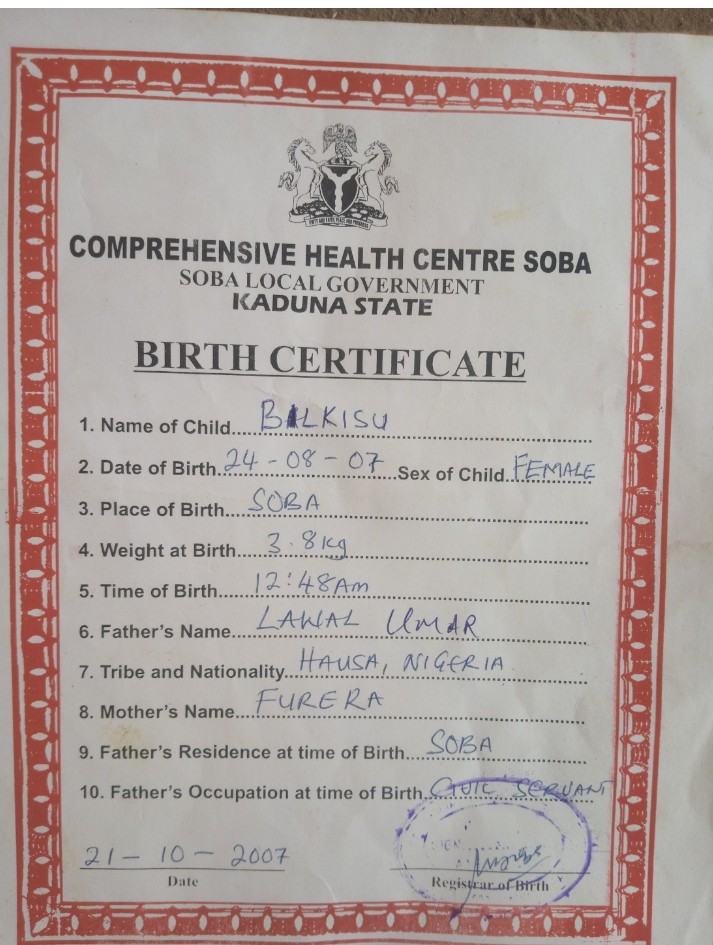 COMPREHENSIVE HEALTH CENTRE SOBA
SOBA LOCAL GOVERNMENT
KADUNA STATE
BIRTH CERTIFICATE
1. Name of Child....BILKISU....
2. Date of Birth....24-08-07....Sex of Child..FEMALE
3. Place of Birth....SOBA....
4. Weight at Birth....3.8kg....
5. Time of Birth....12:48Am....
6. Father's Name....LAWAL UMAR....
7. Tribe and Nationality....HAUSA, NIGERIA....
8. Mother's Name....FURERA....
9. Father's Residence at time of Birth....SOBA....
10. Father's Occupation at time of Birth..CIVIL SERVANT
21-10-2007
Date Registrar of Birth